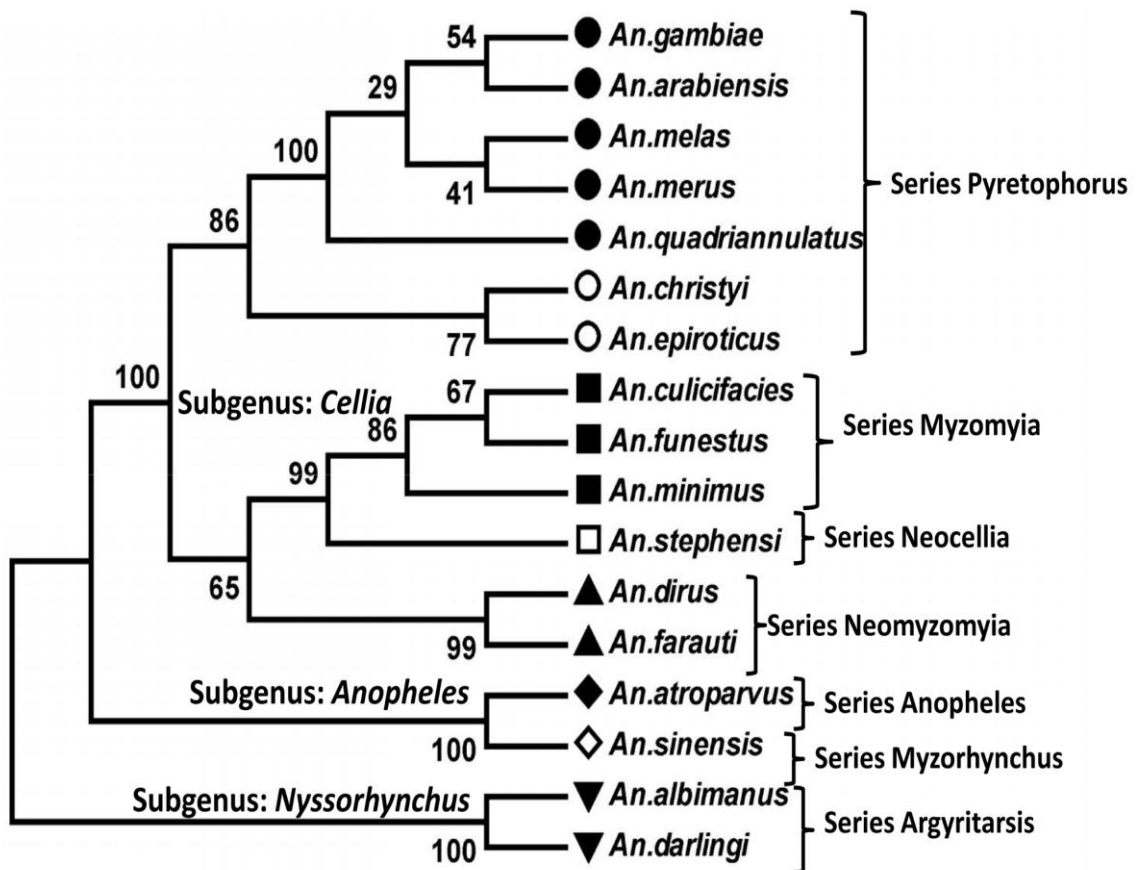 54
An.gambiae
An.arabiensis
29
An.melas
100
An.merus
41
Series Pyretophorus
86
An.quadriannulatus
An.christyi
An.epiroticus
77
100
Subgenus: Cellia
67
An.culicifacies
86
An.funestus
Series Myzomyia
99
An.minimus
An.stephensi
Series Neocellia
65
An.dirus
An.farauti
99
Series Neomyzomyia
Subgenus: Anopheles
An.atroparvus
Series Anopheles
100
An.sinensis
Series Myzorhynchus
Subgenus: Nyssorhynchus
An.albimanus
Series Argyritarsis
100
An.darlingi